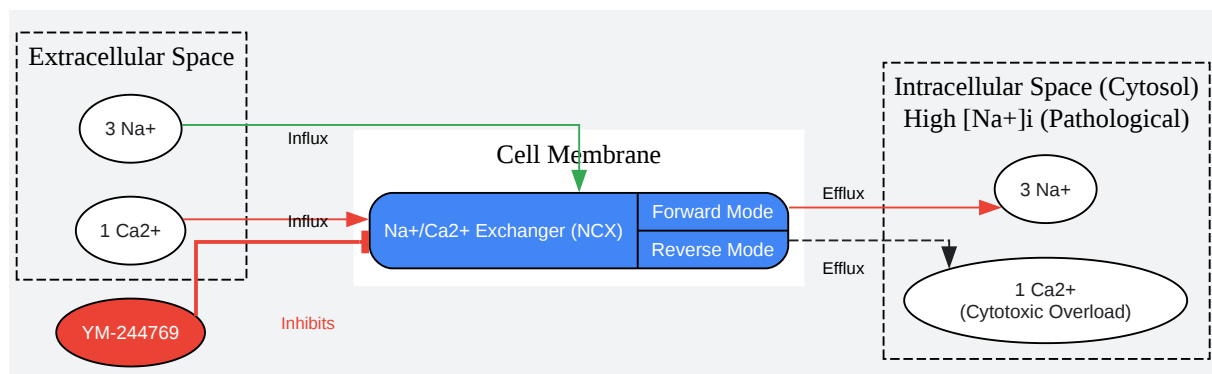 Extracellular Space
3 Na+
1 Ca2+
YM-244769
Influx
Influx
Inhibits
Cell Membrane
Na+/Ca2+ Exchanger (NCX)
Forward Mode
Reverse Mode
Efflux
Efflux
Intracellular Space (Cytosol)
High [Na+]i (Pathological)
3 Na+
1 Ca2+
(Cytotoxic Overload)